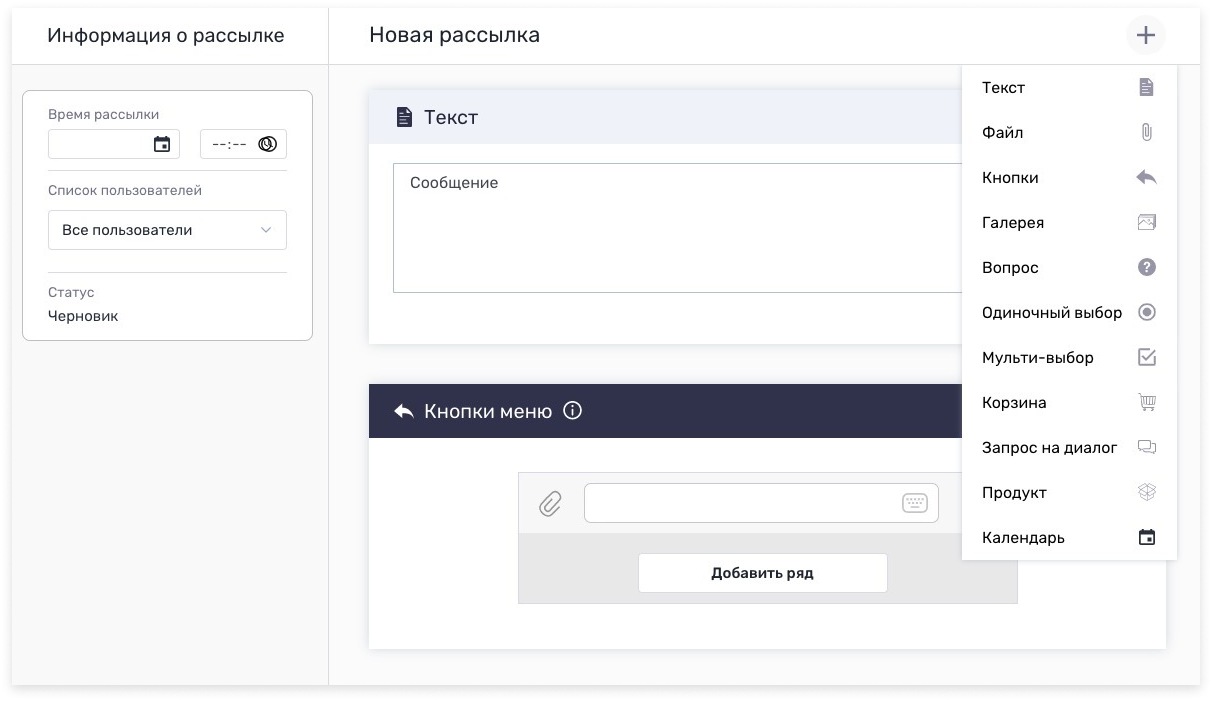 Информация о рассылке
Новая рассылка
Время рассылки
--:--
Список пользователей
Все пользователи
Статус
Черновик
Текст
Сообщение
Кнопки меню
Добавить ряд
Текст
Файл
Кнопки
Галерея
Вопрос
Одиночный выбор
Мульти-выбор
Корзина
Запрос на диалог
Продукт
Календарь